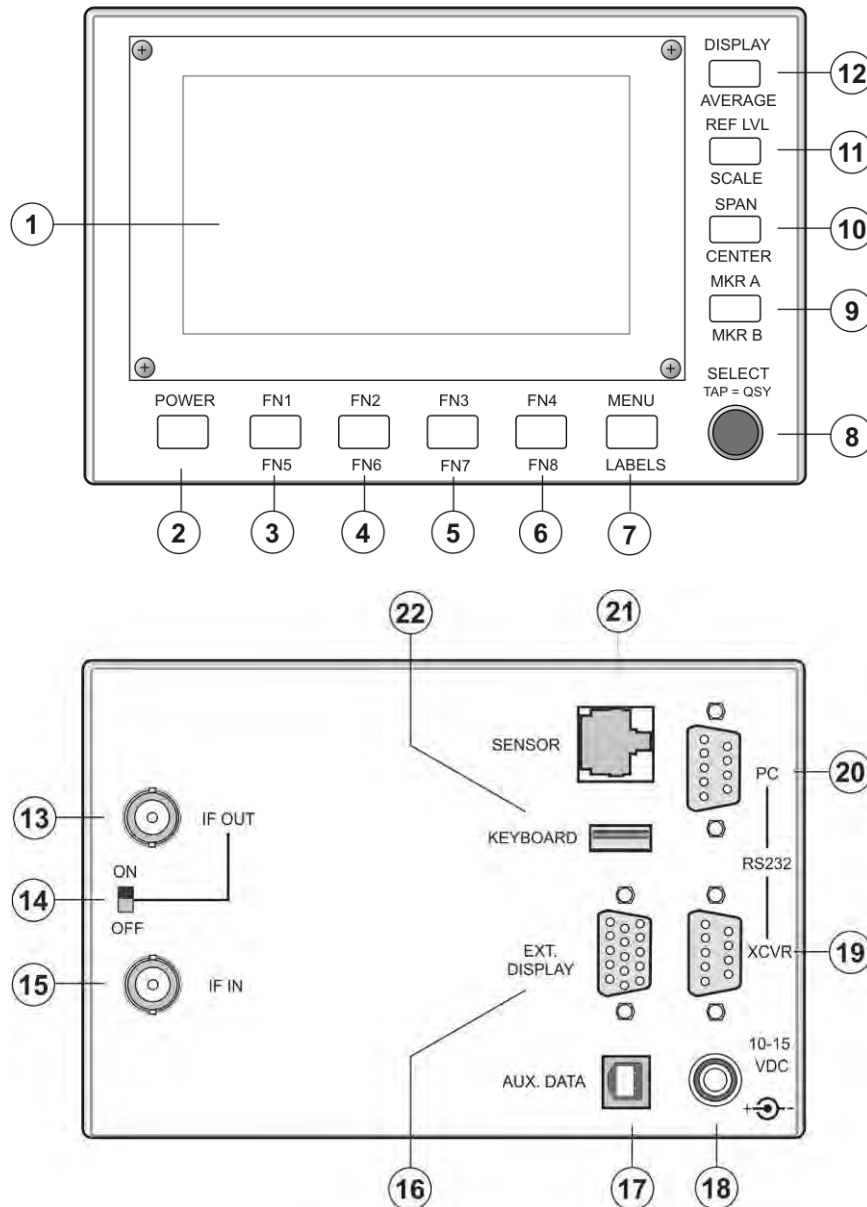 DISPLAY
12
AVERAGE
REF LVL
11
SCALE
SPAN
1
10
CENTER
MKR A
9
MKR B
SELECT
TAP = QSY
POWER FN1 FN2 FN3 FN4 MENU
8
FN5 FN6 FN7 FN8 LABELS
2 3 4 5 6 7
22 21
SENSOR
PC 20
13 IF OUT
KEYBOARD
RS232
ON
14
OFF
EXT.
DISPLAY
XCVR 19
15 IF IN
10-15
VDC
AUX. DATA
+ -
16 17 18